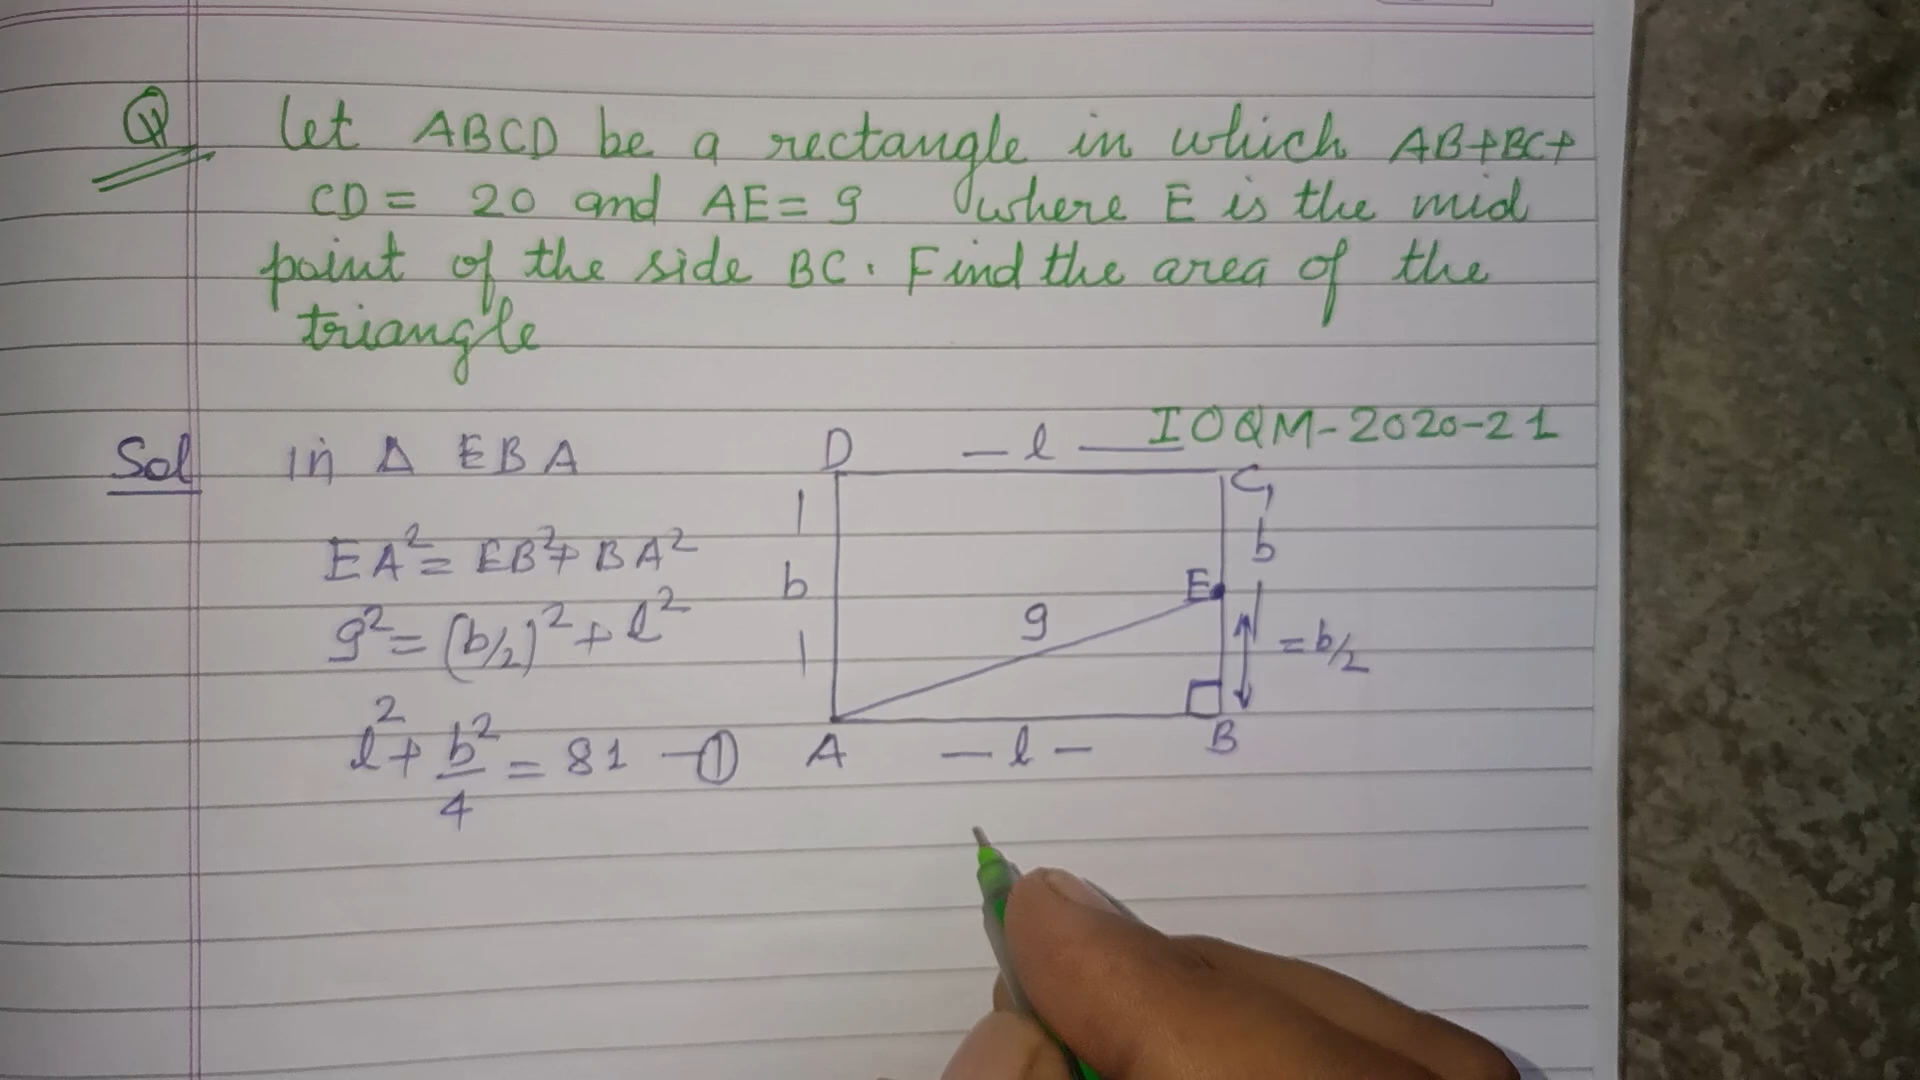 Q Let ABCD be a rectangle in which AB+BC+
CD = 20 and AE = 9 where E is the mid
point of the side BC. Find the area of the
triangle
IOQM-2020-21
Sol in Δ EBA
EA² = EB² + BA²
9² = (b/2)² + l²
l² + b²/4 = 81 —①
D — l — C
b
b
E
9
= b/2
A — l — B